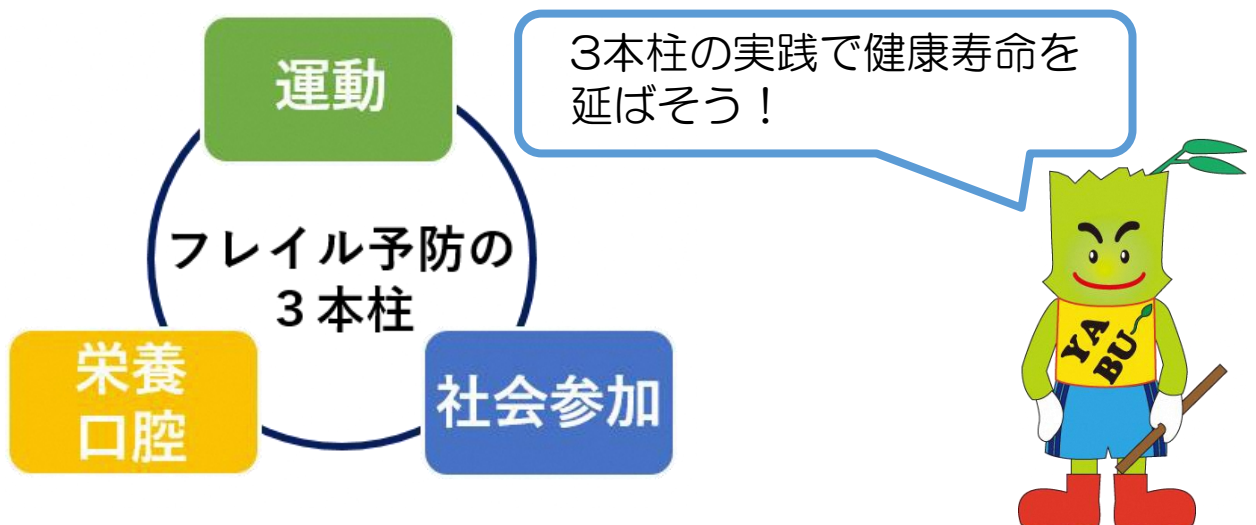 運動
3本柱の実践で健康寿命を
延ばそう！
フレイル予防の
３本柱
栄養
口腔
社会参加
YA
BU